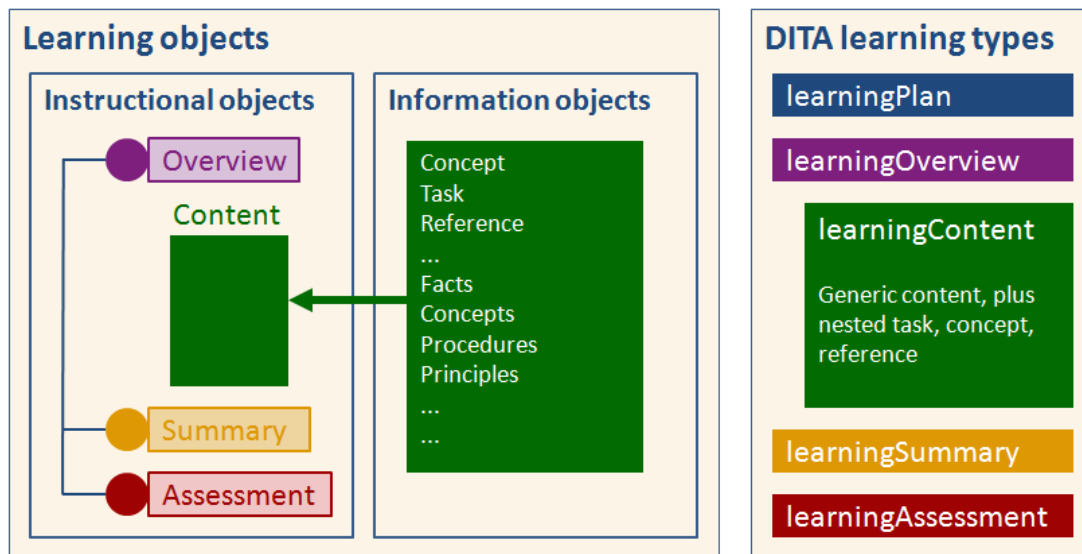 Learning objects
Instructional objects
Overview
Content
Summary
Assessment
Information objects
Concept
Task
Reference
...
Facts
Concepts
Procedures
Principles
...
...
DITA learning types
learningPlan
learningOverview
learningContent
Generic content, plus
nested task, concept,
reference
learningSummary
learningAssessment